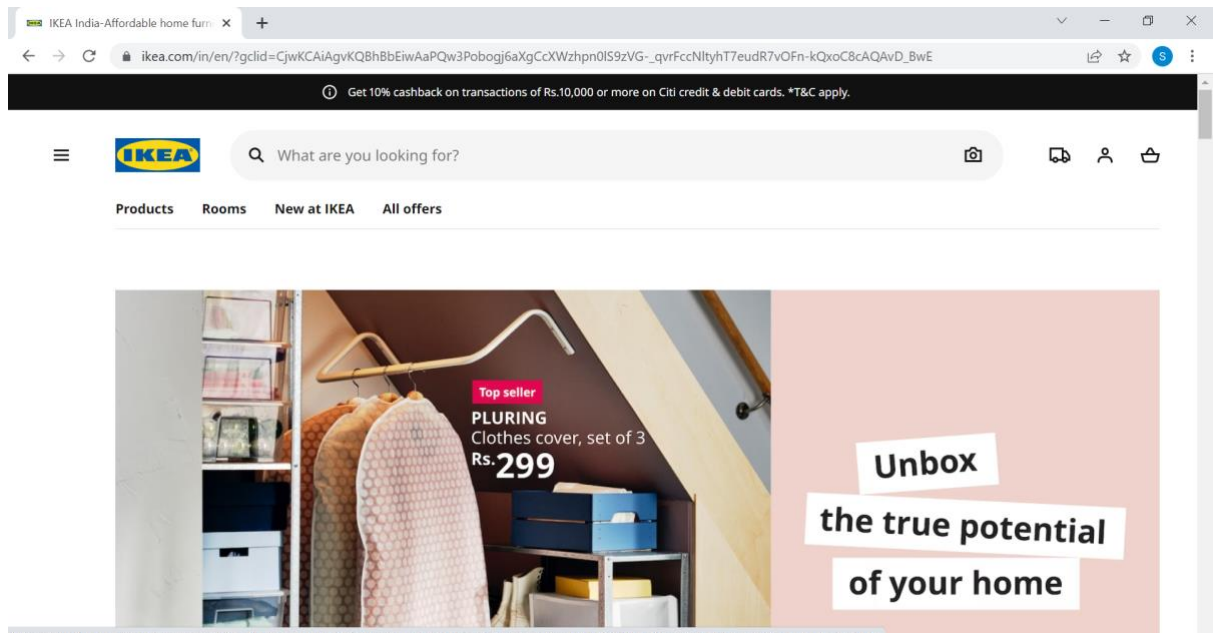 IKEA India-Affordable home furn
ikea.com/in/en/?gclid=CjwKCAiAgvKQBhBbEiwAaPQw3Pobogj6aXgCcXWzhpn0lS9zVG-_qvrFccNltyhT7eudR7vOFn-kQxoC8cAQAvD_BwE
S
Get 10% cashback on transactions of Rs.10,000 or more on Citi credit & debit cards. *T&C apply.
IKEA
What are you looking for?
Products Rooms New at IKEA All offers
Top seller
PLURING
Clothes cover, set of 3
Rs.299
Unbox
the true potential
of your home